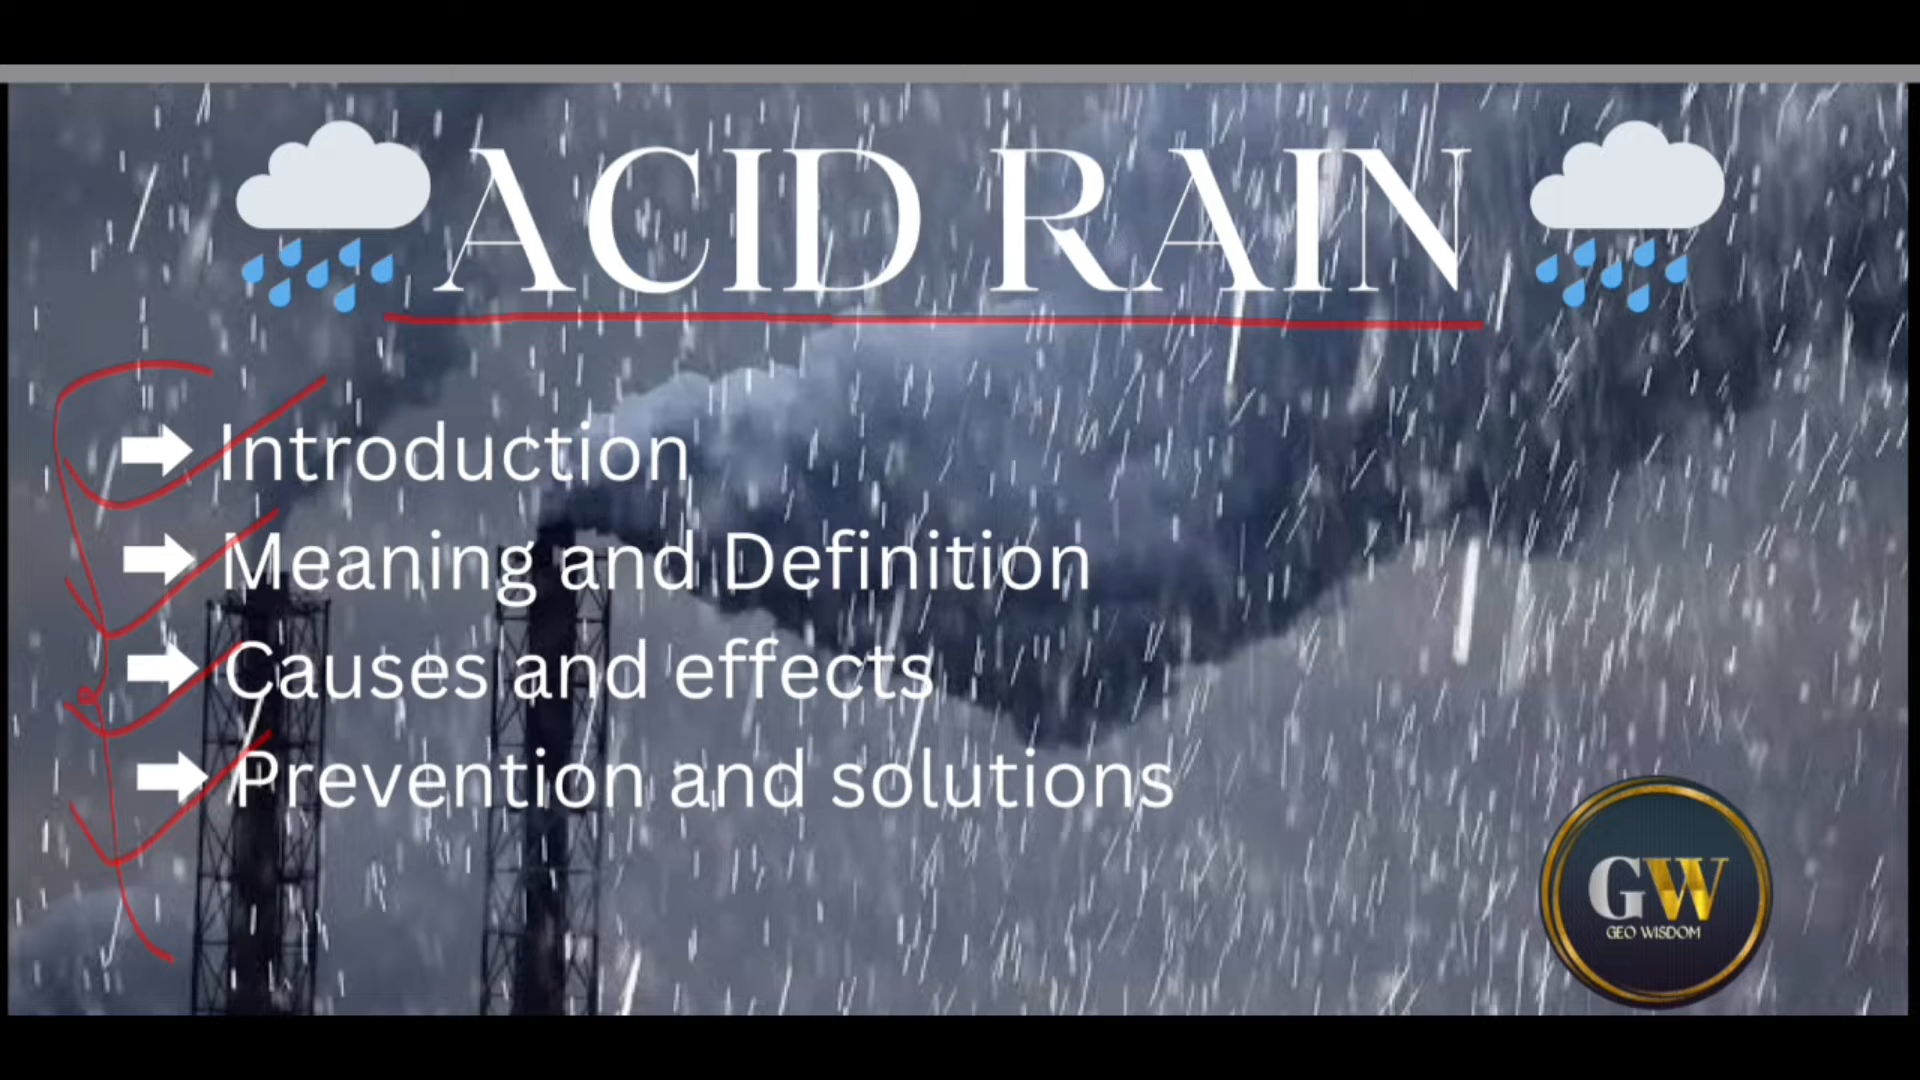 ACID RAIN
Introduction
Meaning and Definition
Causes and effects
Prevention and solutions
GW
GEO WISDOM